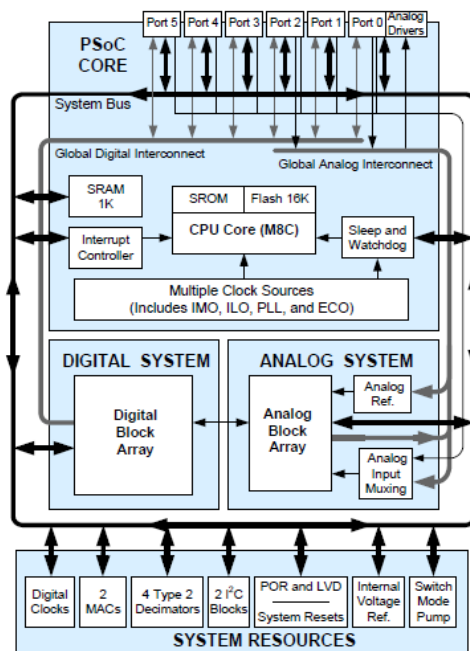 Port 5 Port 4 Port 3 Port 2 Port 1 Port 0 Analog
Drivers
PSoC
CORE
System Bus
Global Digital Interconnect
Global Analog Interconnect
SRAM
1K
SROM Flash 16K
CPU Core (M8C)
Interrupt
Controller
Sleep and
Watchdog
Multiple Clock Sources
(Includes IMO, ILO, PLL, and ECO)
DIGITAL SYSTEM
Digital
Block
Array
ANALOG SYSTEM
Analog
Block
Array
Analog
Ref.
Analog
Input
Muxing
Digital
Clocks
2
MACs
4 Type 2
Decimators
2 I²C
Blocks
POR and LVD
System Resets
Internal
Voltage
Ref.
Switch
Mode
Pump
SYSTEM RESOURCES